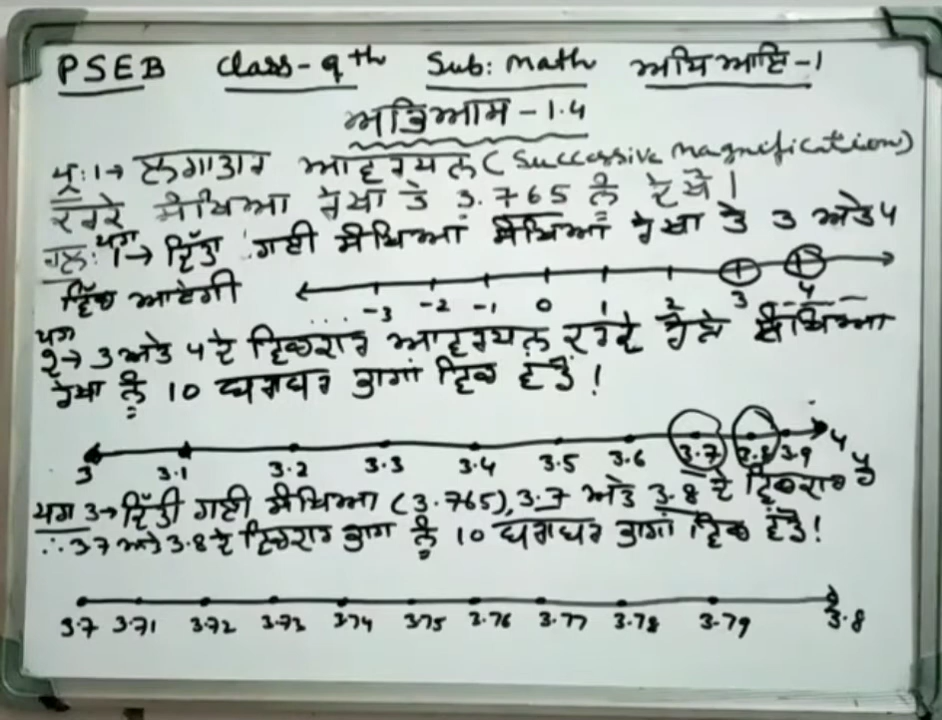 PSEB Class-9th Sub: Math ਅਧਿਆਇ-1
ਅਭਿਆਸ-1.4
ਪ੍ਰ:1→ ਲਗਾਤਾਰ ਆਵਰਧਨ (Successive Magnification)
ਕਰਕੇ ਸੰਖਿਆ ਰੇਖਾ ਤੇ 3.765 ਨੂੰ ਦੇਖੋ।
ਹਲ: ਪਗ 1→ ਦਿੱਤੀ ਗਈ ਸੰਖਿਆ ਸੰਖਿਆ ਰੇਖਾ ਤੇ 3 ਅਤੇ 4
ਵਿੱਚ ਆਏਗੀ
... -3 -2 -1 0 1 2 3 4
ਪਗ 2→ 3 ਅਤੇ 4 ਦੇ ਵਿਚਕਾਰ ਆਵਰਧਨ ਕਰਦੇ ਹੋਏ ਸੰਖਿਆ
ਰੇਖਾ ਨੂੰ 10 ਬਰਾਬਰ ਭਾਗਾਂ ਵਿਚ ਵੰਡੋ!
3 3.1 3.2 3.3 3.4 3.5 3.6 3.7 3.8 3.9 4
ਪਗ 3→ ਦਿੱਤੀ ਗਈ ਸੰਖਿਆ (3.765), 3.7 ਅਤੇ 3.8 ਦੇ ਵਿਚਕਾਰ ਹੈ
∴ 3.7 ਅਤੇ 3.8 ਦੇ ਵਿਚਕਾਰ ਭਾਗ ਨੂੰ 10 ਬਰਾਬਰ ਭਾਗਾਂ ਵਿਚ ਵੰਡੋ!
3.7 3.71 3.72 3.73 3.74 3.75 3.76 3.77 3.78 3.79 3.8